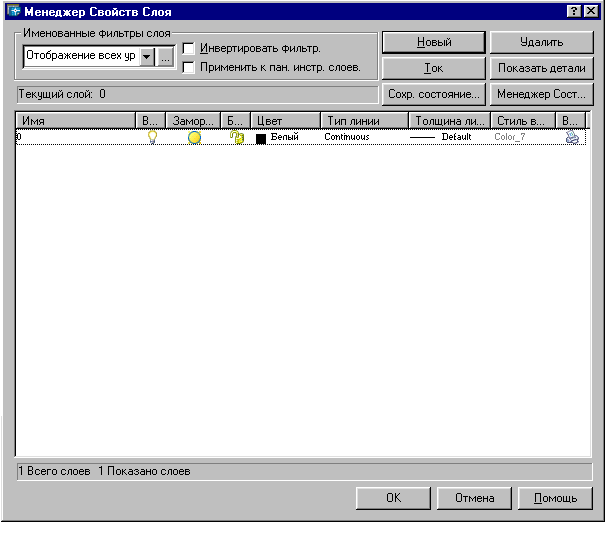 Менеджер Свойств Слоя
Именованные фильтры слоя
Отображение всех ур
...
Инвертировать фильтр.
Применить к пан. инстр. слоев.
Новый
Удалить
Ток
Показать детали
Текущий слой: 0
Сохр. состояние...
Менеджер Сост...
Имя В... Замор... Б... Цвет Тип линии Толщина ли... Стиль в... В...
0 Белый Continuous Default Color_7
1 Всего слоев 1 Показано слоев
OK Отмена Помощь